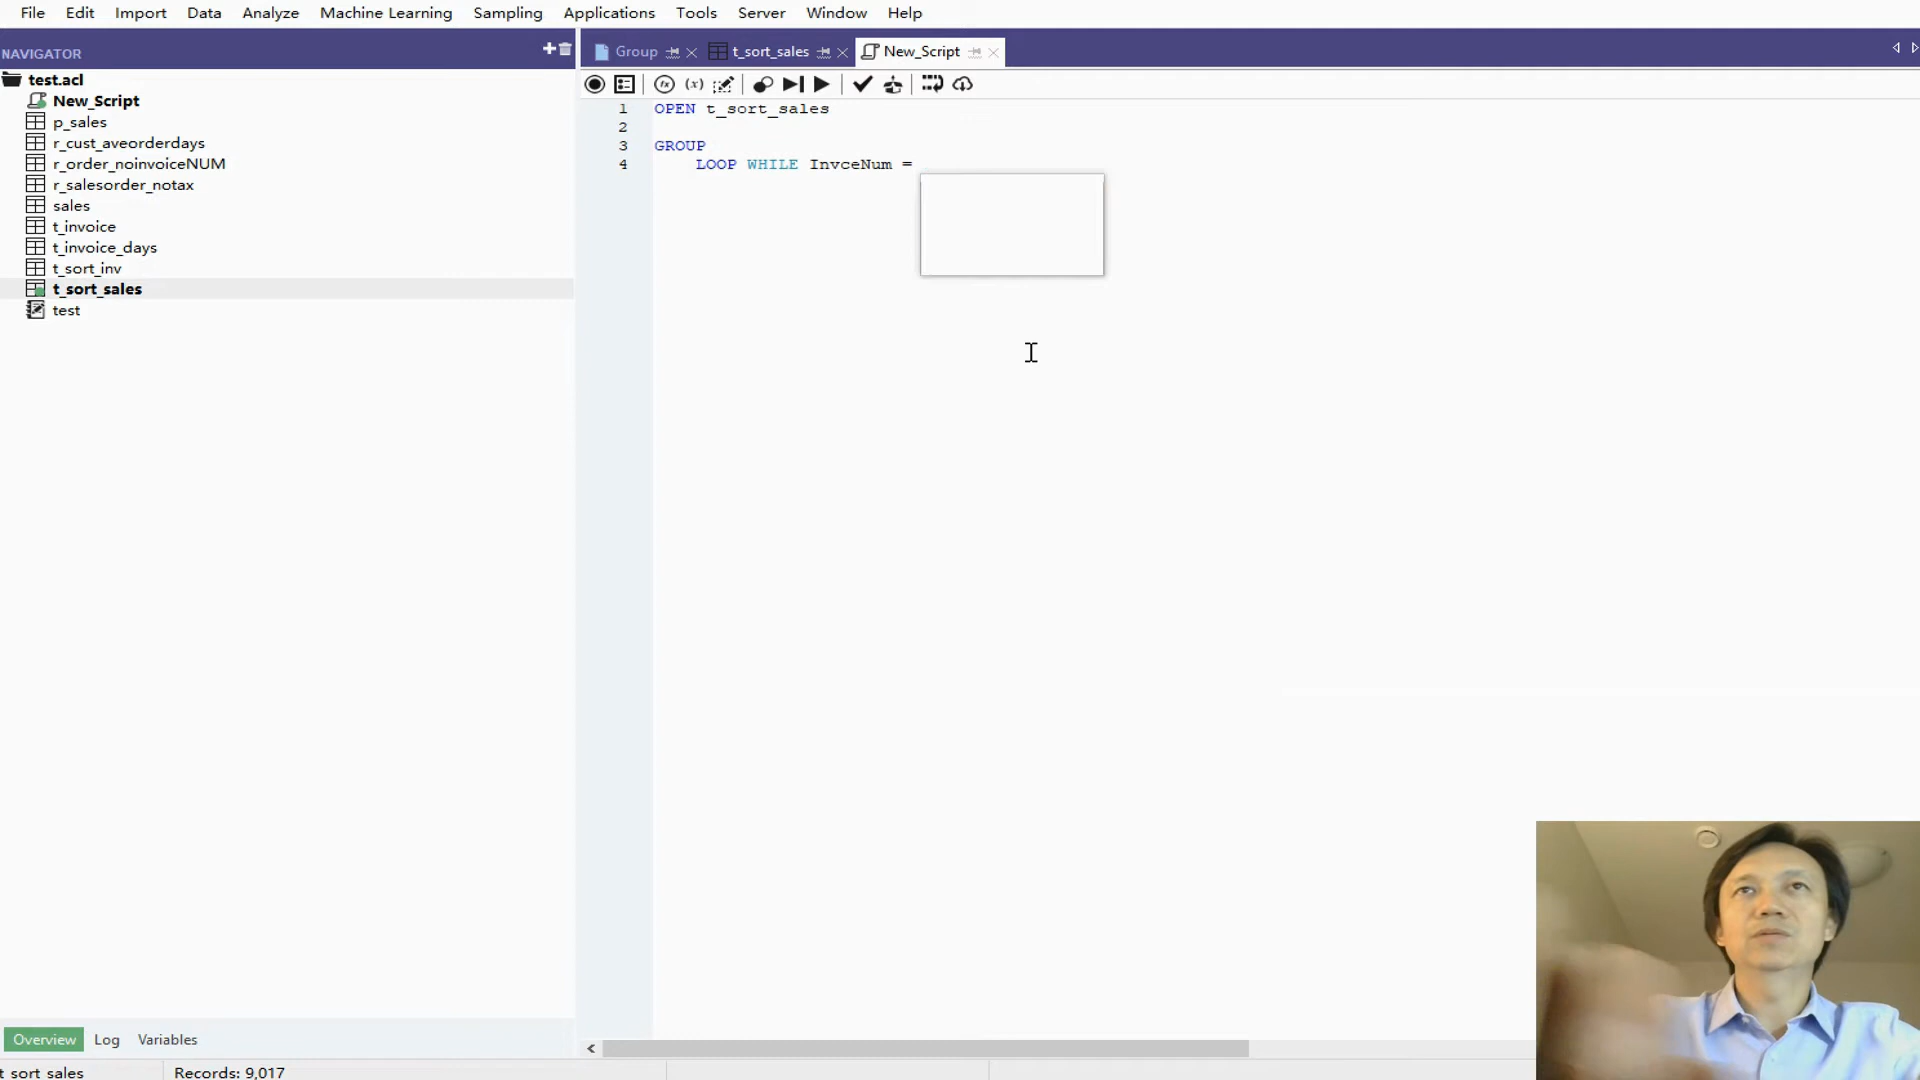 File Edit Import Data Analyze Machine Learning Sampling Applications Tools Server Window Help
NAVIGATOR
Group t_sort_sales New_Script
test.acl
New_Script
p_sales
r_cust_aveorderdays
r_order_noinvoiceNUM
r_salesorder_notax
sales
t_invoice
t_invoice_days
t_sort_inv
t_sort_sales
test
1 OPEN t_sort_sales
2
3 GROUP
4 LOOP WHILE InvceNum =
Overview Log Variables
t sort sales Records: 9,017